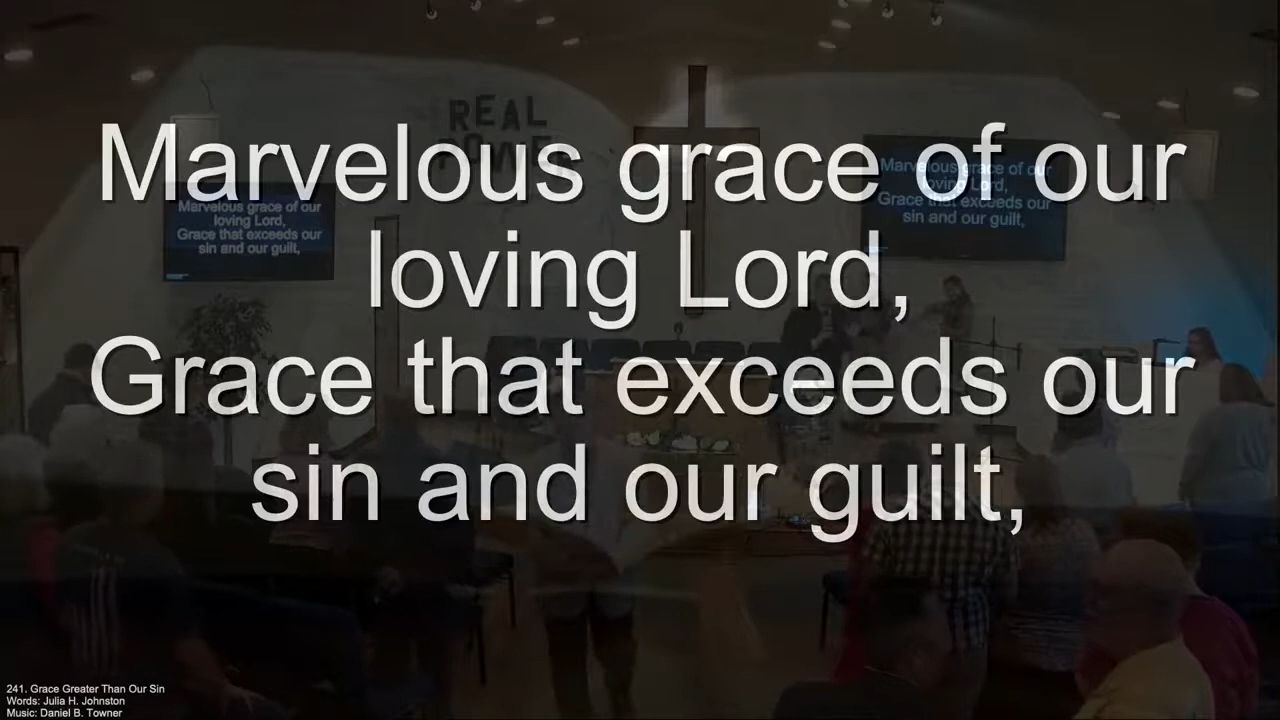 REAL
POWER
Marvelous grace of our
loving Lord,
Grace that exceeds our
sin and our guilt,
Marvelous grace of our
loving Lord,
Grace that exceeds our
sin and our guilt,
Marvelous grace of our
loving Lord,
Grace that exceeds our
sin and our guilt,
241. Grace Greater Than Our Sin
Words: Julia H. Johnston
Music: Daniel B. Towner